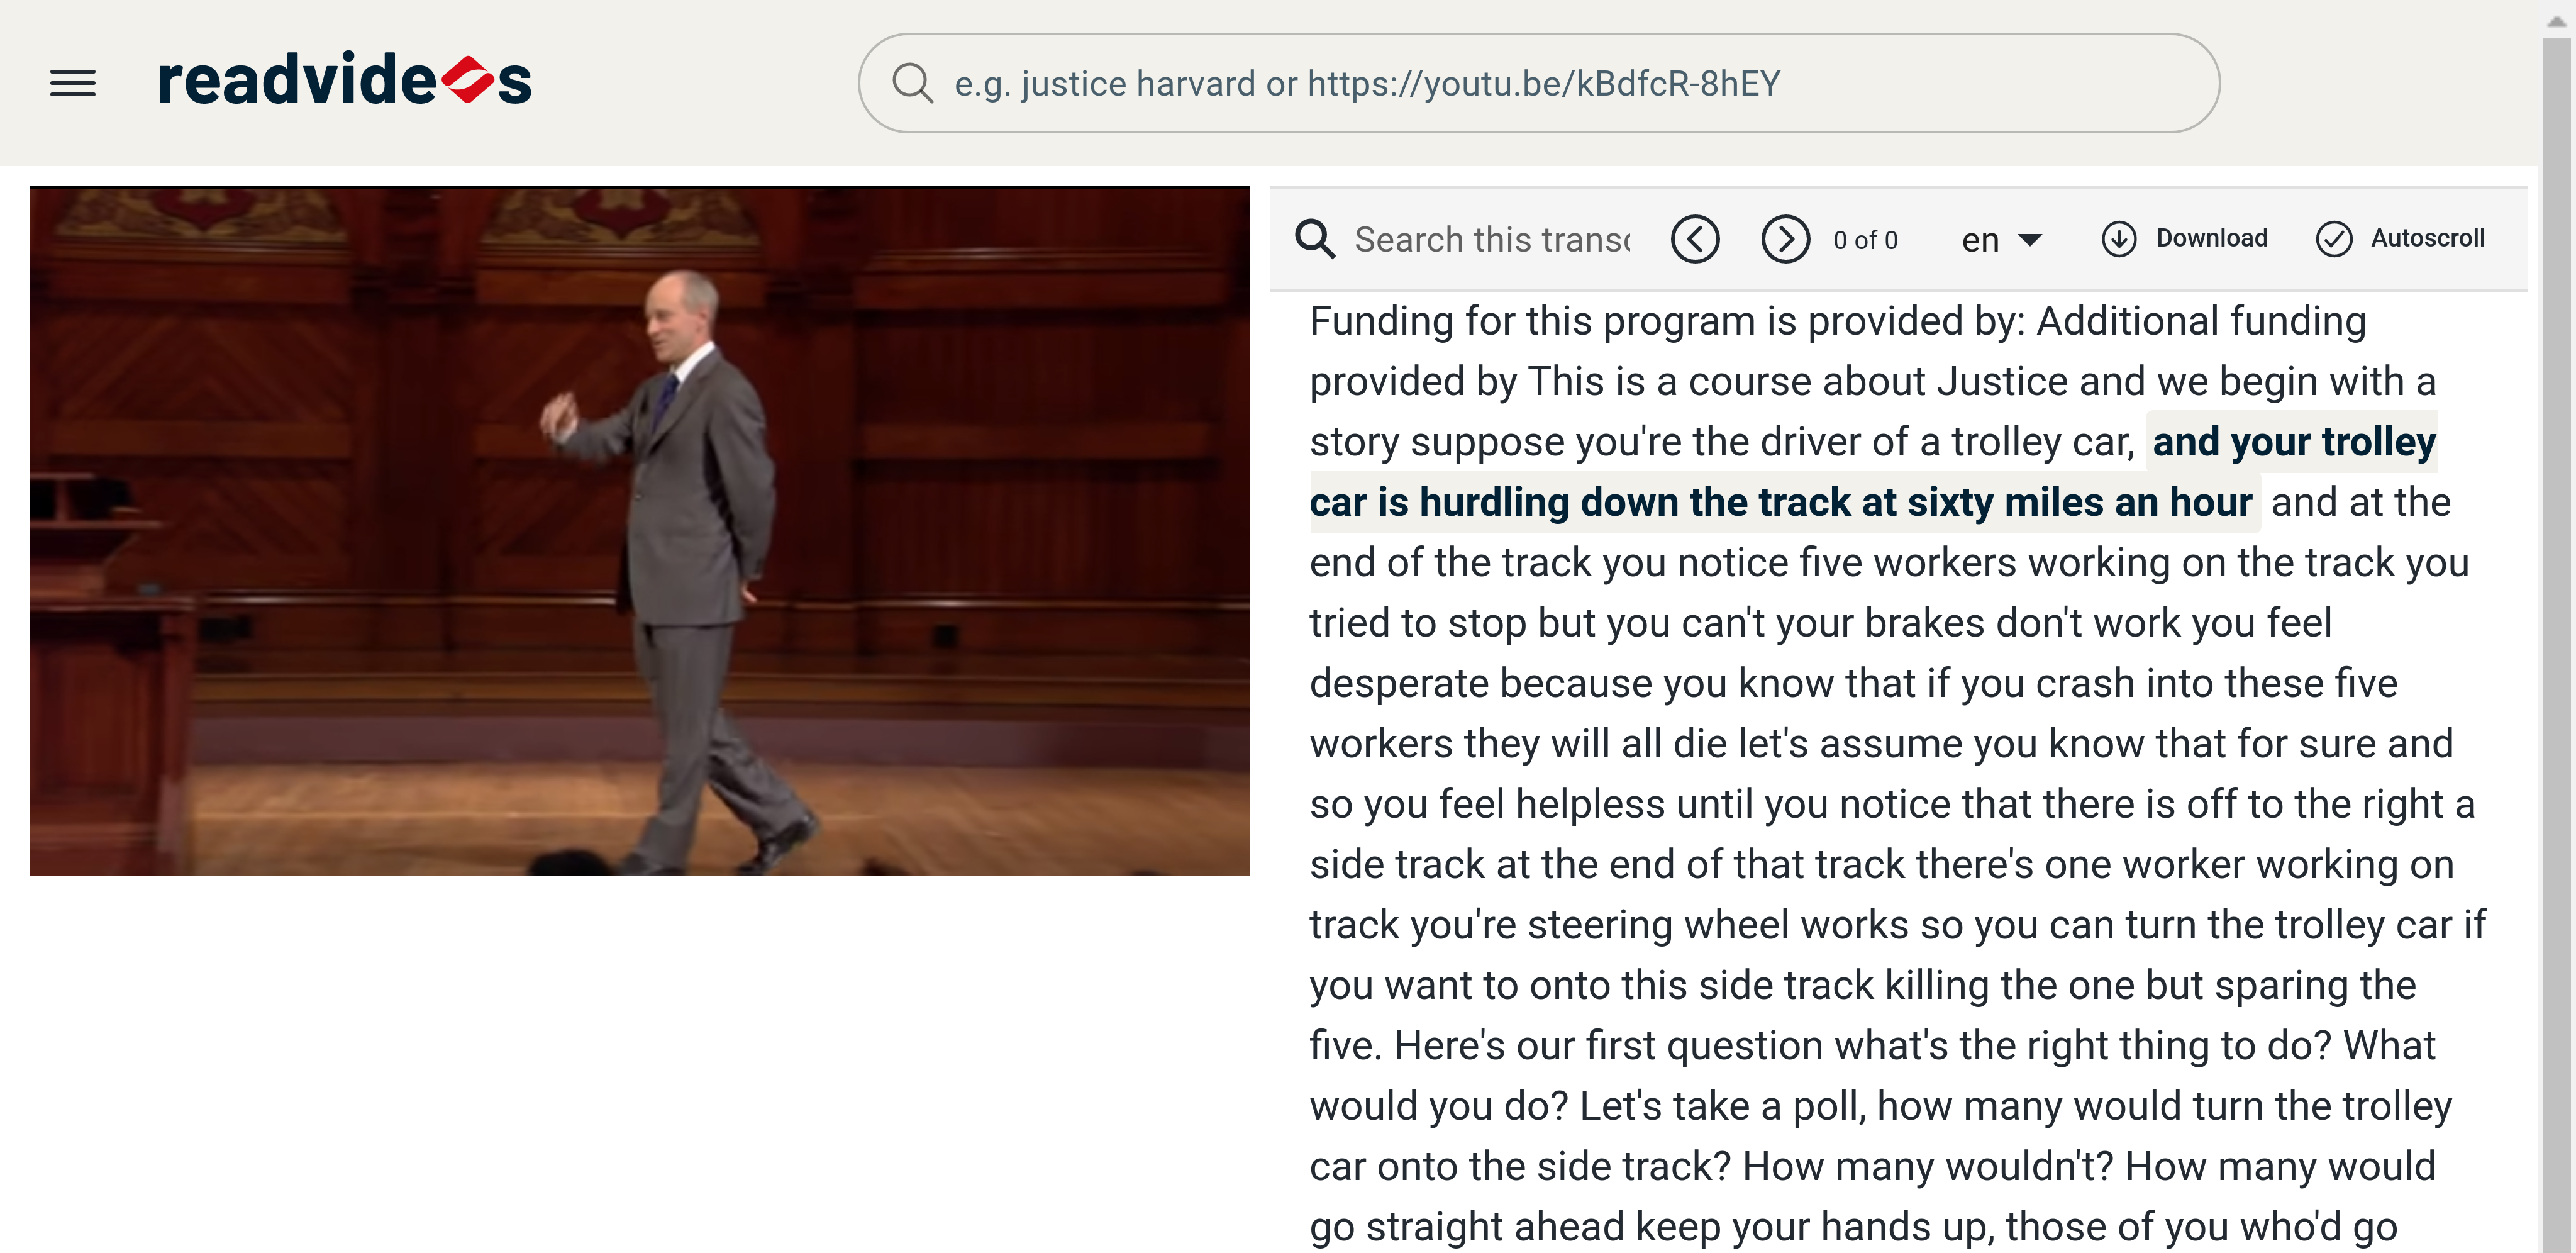 readvideos
e.g. justice harvard or https://youtu.be/kBdfcR-8hEY
Search this transc
0 of 0
en
Download
Autoscroll
Funding for this program is provided by: Additional funding
provided by This is a course about Justice and we begin with a
story suppose you're the driver of a trolley car, and your trolley
car is hurdling down the track at sixty miles an hour and at the
end of the track you notice five workers working on the track you
tried to stop but you can't your brakes don't work you feel
desperate because you know that if you crash into these five
workers they will all die let's assume you know that for sure and
so you feel helpless until you notice that there is off to the right a
side track at the end of that track there's one worker working on
track you're steering wheel works so you can turn the trolley car if
you want to onto this side track killing the one but sparing the
five. Here's our first question what's the right thing to do? What
would you do? Let's take a poll, how many would turn the trolley
car onto the side track? How many wouldn't? How many would
go straight ahead keep your hands up, those of you who'd go